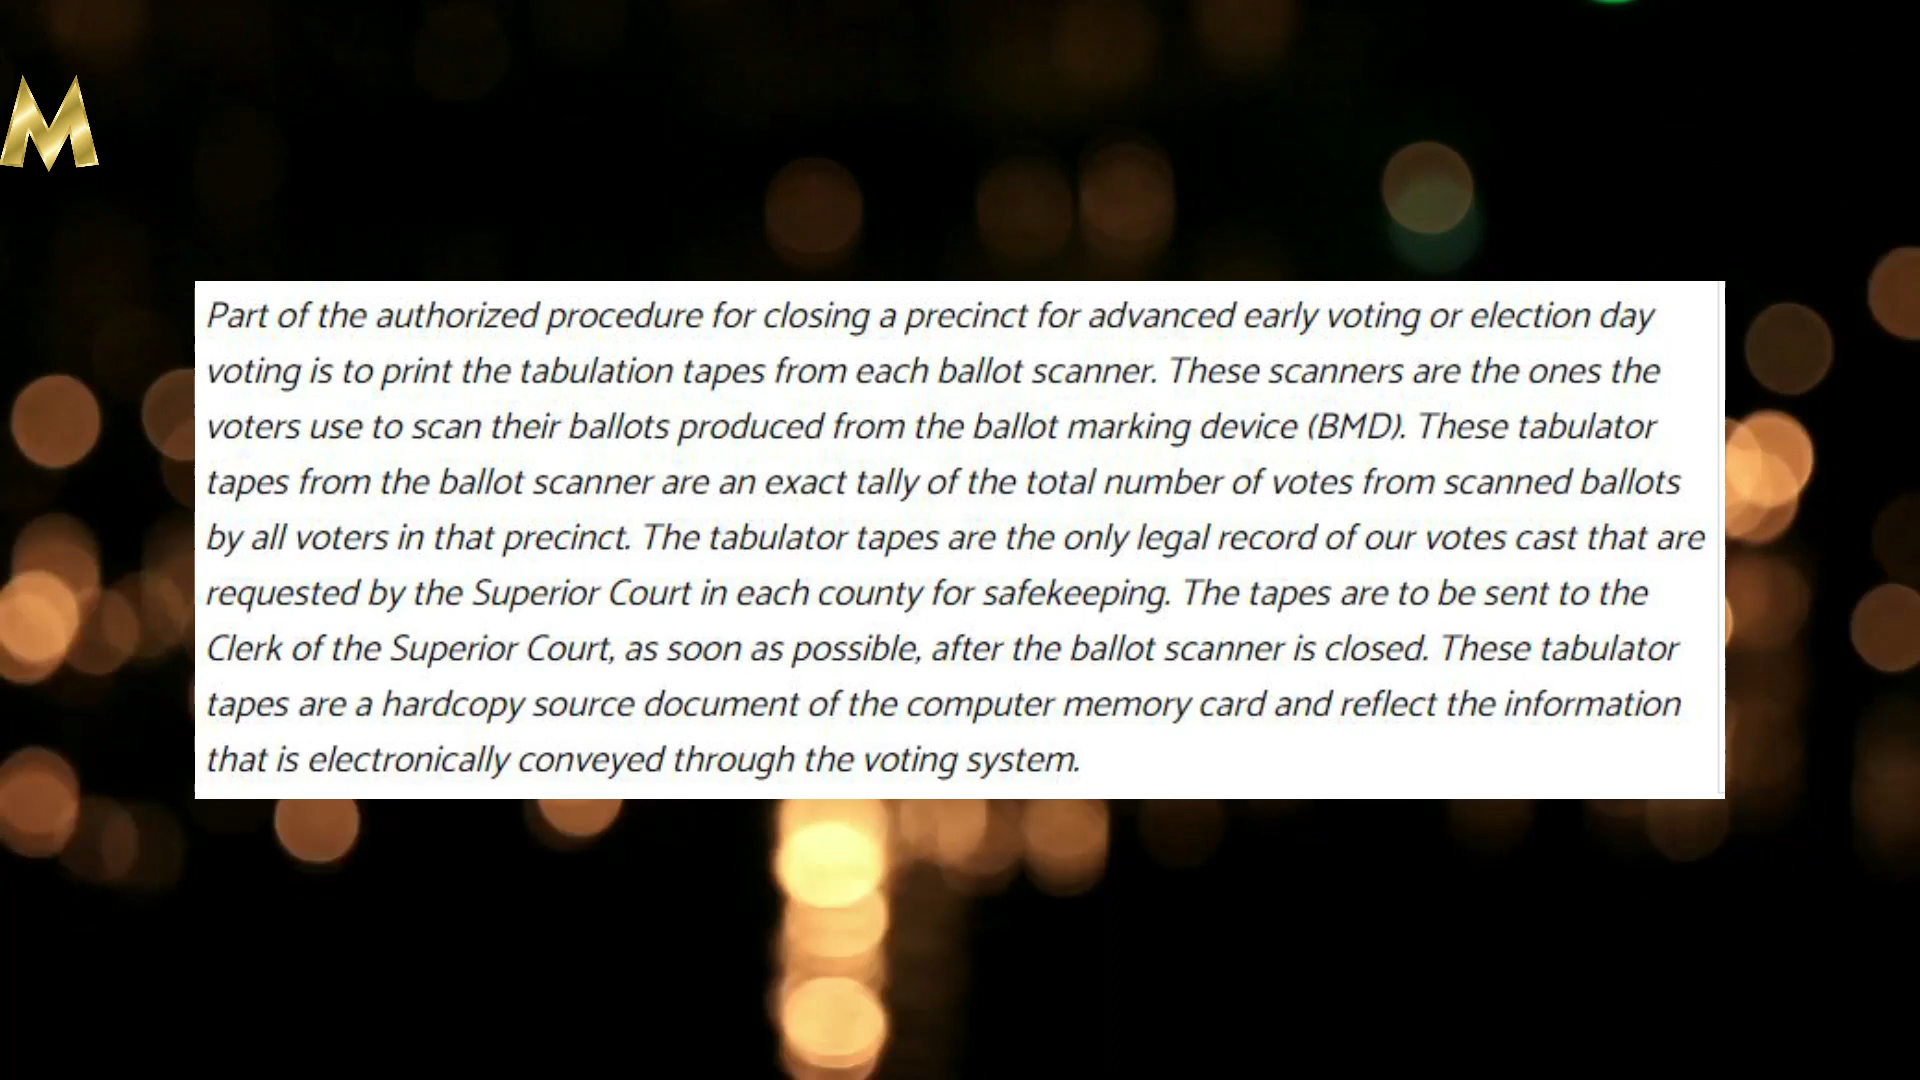 M
Part of the authorized procedure for closing a precinct for advanced early voting or election day
voting is to print the tabulation tapes from each ballot scanner. These scanners are the ones the
voters use to scan their ballots produced from the ballot marking device (BMD). These tabulator
tapes from the ballot scanner are an exact tally of the total number of votes from scanned ballots
by all voters in that precinct. The tabulator tapes are the only legal record of our votes cast that are
requested by the Superior Court in each county for safekeeping. The tapes are to be sent to the
Clerk of the Superior Court, as soon as possible, after the ballot scanner is closed. These tabulator
tapes are a hardcopy source document of the computer memory card and reflect the information
that is electronically conveyed through the voting system.